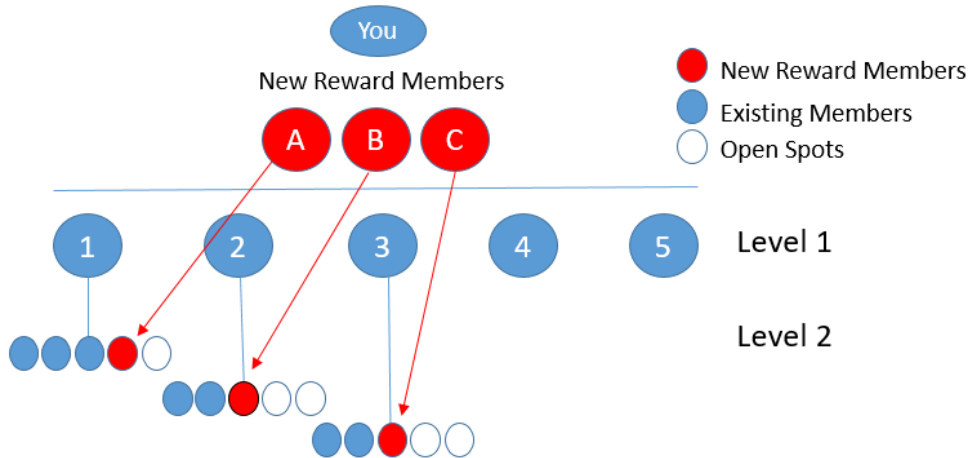 You
New Reward Members
A B C
New Reward Members
Existing Members
Open Spots
1 2 3 4 5
Level 1
Level 2